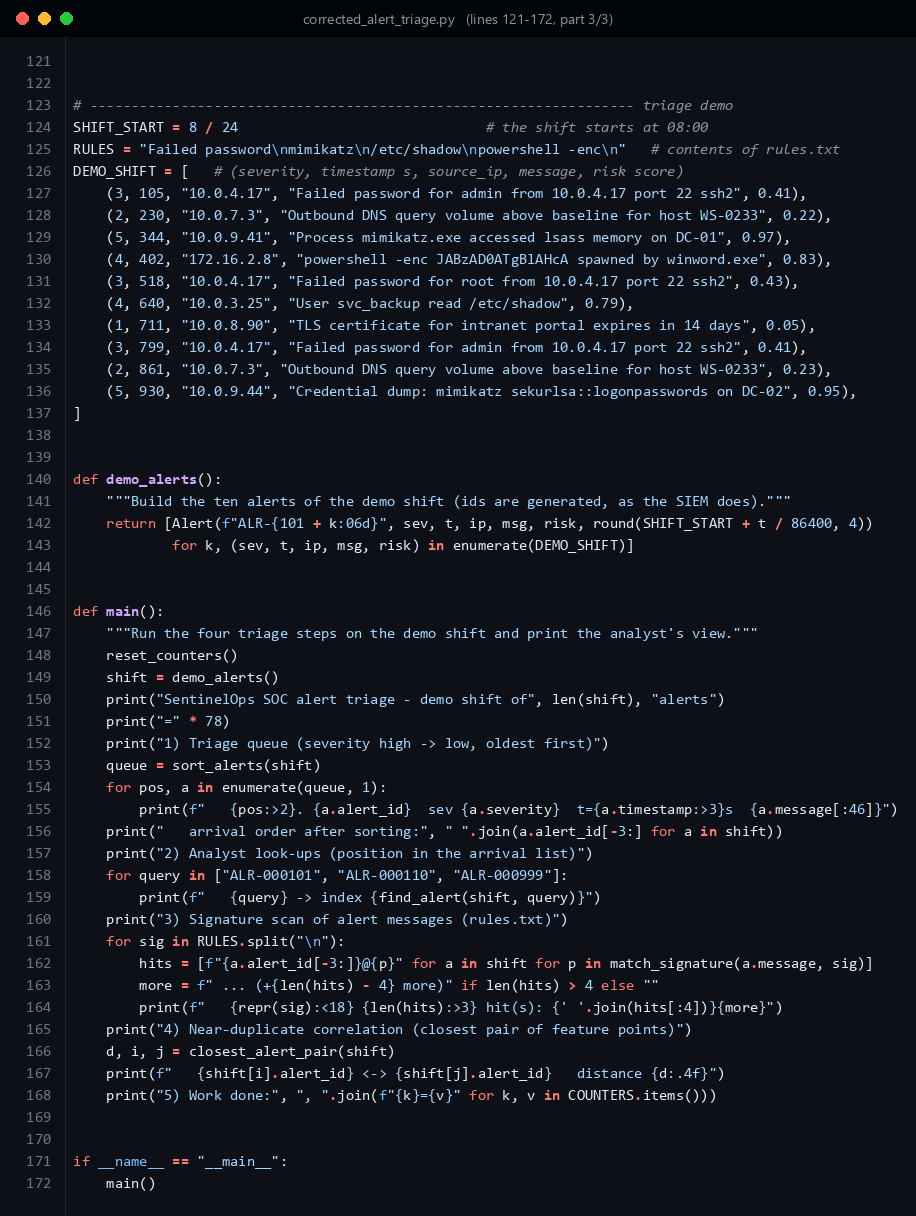 corrected_alert_triage.py (lines 121-172, part 3/3)
121
122
123 # ------------------------------------------------------------------ triage demo
124 SHIFT_START = 8 / 24                              # the shift starts at 08:00
125 RULES = "Failed password\nmimikatz\n/etc/shadow\npowershell -enc\n"   # contents of rules.txt
126 DEMO_SHIFT = [   # (severity, timestamp s, source_ip, message, risk score)
127     (3, 105, "10.0.4.17", "Failed password for admin from 10.0.4.17 port 22 ssh2", 0.41),
128     (2, 230, "10.0.7.3", "Outbound DNS query volume above baseline for host WS-0233", 0.22),
129     (5, 344, "10.0.9.41", "Process mimikatz.exe accessed lsass memory on DC-01", 0.97),
130     (4, 402, "172.16.2.8", "powershell -enc JABzAD0ATgBlAHcA spawned by winword.exe", 0.83),
131     (3, 518, "10.0.4.17", "Failed password for root from 10.0.4.17 port 22 ssh2", 0.43),
132     (4, 640, "10.0.3.25", "User svc_backup read /etc/shadow", 0.79),
133     (1, 711, "10.0.8.90", "TLS certificate for intranet portal expires in 14 days", 0.05),
134     (3, 799, "10.0.4.17", "Failed password for admin from 10.0.4.17 port 22 ssh2", 0.41),
135     (2, 861, "10.0.7.3", "Outbound DNS query volume above baseline for host WS-0233", 0.23),
136     (5, 930, "10.0.9.44", "Credential dump: mimikatz sekurlsa::logonpasswords on DC-02", 0.95),
137 ]
138
139
140 def demo_alerts():
141     """Build the ten alerts of the demo shift (ids are generated, as the SIEM does)."""
142     return [Alert(f"ALR-{101 + k:06d}", sev, t, ip, msg, risk, round(SHIFT_START + t / 86400, 4))
143             for k, (sev, t, ip, msg, risk) in enumerate(DEMO_SHIFT)]
144
145
146 def main():
147     """Run the four triage steps on the demo shift and print the analyst's view."""
148     reset_counters()
149     shift = demo_alerts()
150     print("SentinelOps SOC alert triage - demo shift of", len(shift), "alerts")
151     print("=" * 78)
152     print("1) Triage queue (severity high -> low, oldest first)")
153     queue = sort_alerts(shift)
154     for pos, a in enumerate(queue, 1):
155         print(f"   {pos:>2}. {a.alert_id}  sev {a.severity}  t={a.timestamp:>3}s  {a.message[:46]}")
156     print("   arrival order after sorting:", " ".join(a.alert_id[-3:] for a in shift))
157     print("2) Analyst look-ups (position in the arrival list)")
158     for query in ["ALR-000101", "ALR-000110", "ALR-000999"]:
159         print(f"   {query} -> index {find_alert(shift, query)}")
160     print("3) Signature scan of alert messages (rules.txt)")
161     for sig in RULES.split("\n"):
162         hits = [f"{a.alert_id[-3:]}@{p}" for a in shift for p in match_signature(a.message, sig)]
163         more = f" ... (+{len(hits) - 4} more)" if len(hits) > 4 else ""
164         print(f"   {repr(sig):<18} {len(hits):>3} hit(s): {' '.join(hits[:4])}{more}")
165     print("4) Near-duplicate correlation (closest pair of feature points)")
166     d, i, j = closest_alert_pair(shift)
167     print(f"   {shift[i].alert_id} <-> {shift[j].alert_id}   distance {d:.4f}")
168     print("5) Work done:", ", ".join(f"{k}={v}" for k, v in COUNTERS.items()))
169
170
171 if __name__ == "__main__":
172     main()